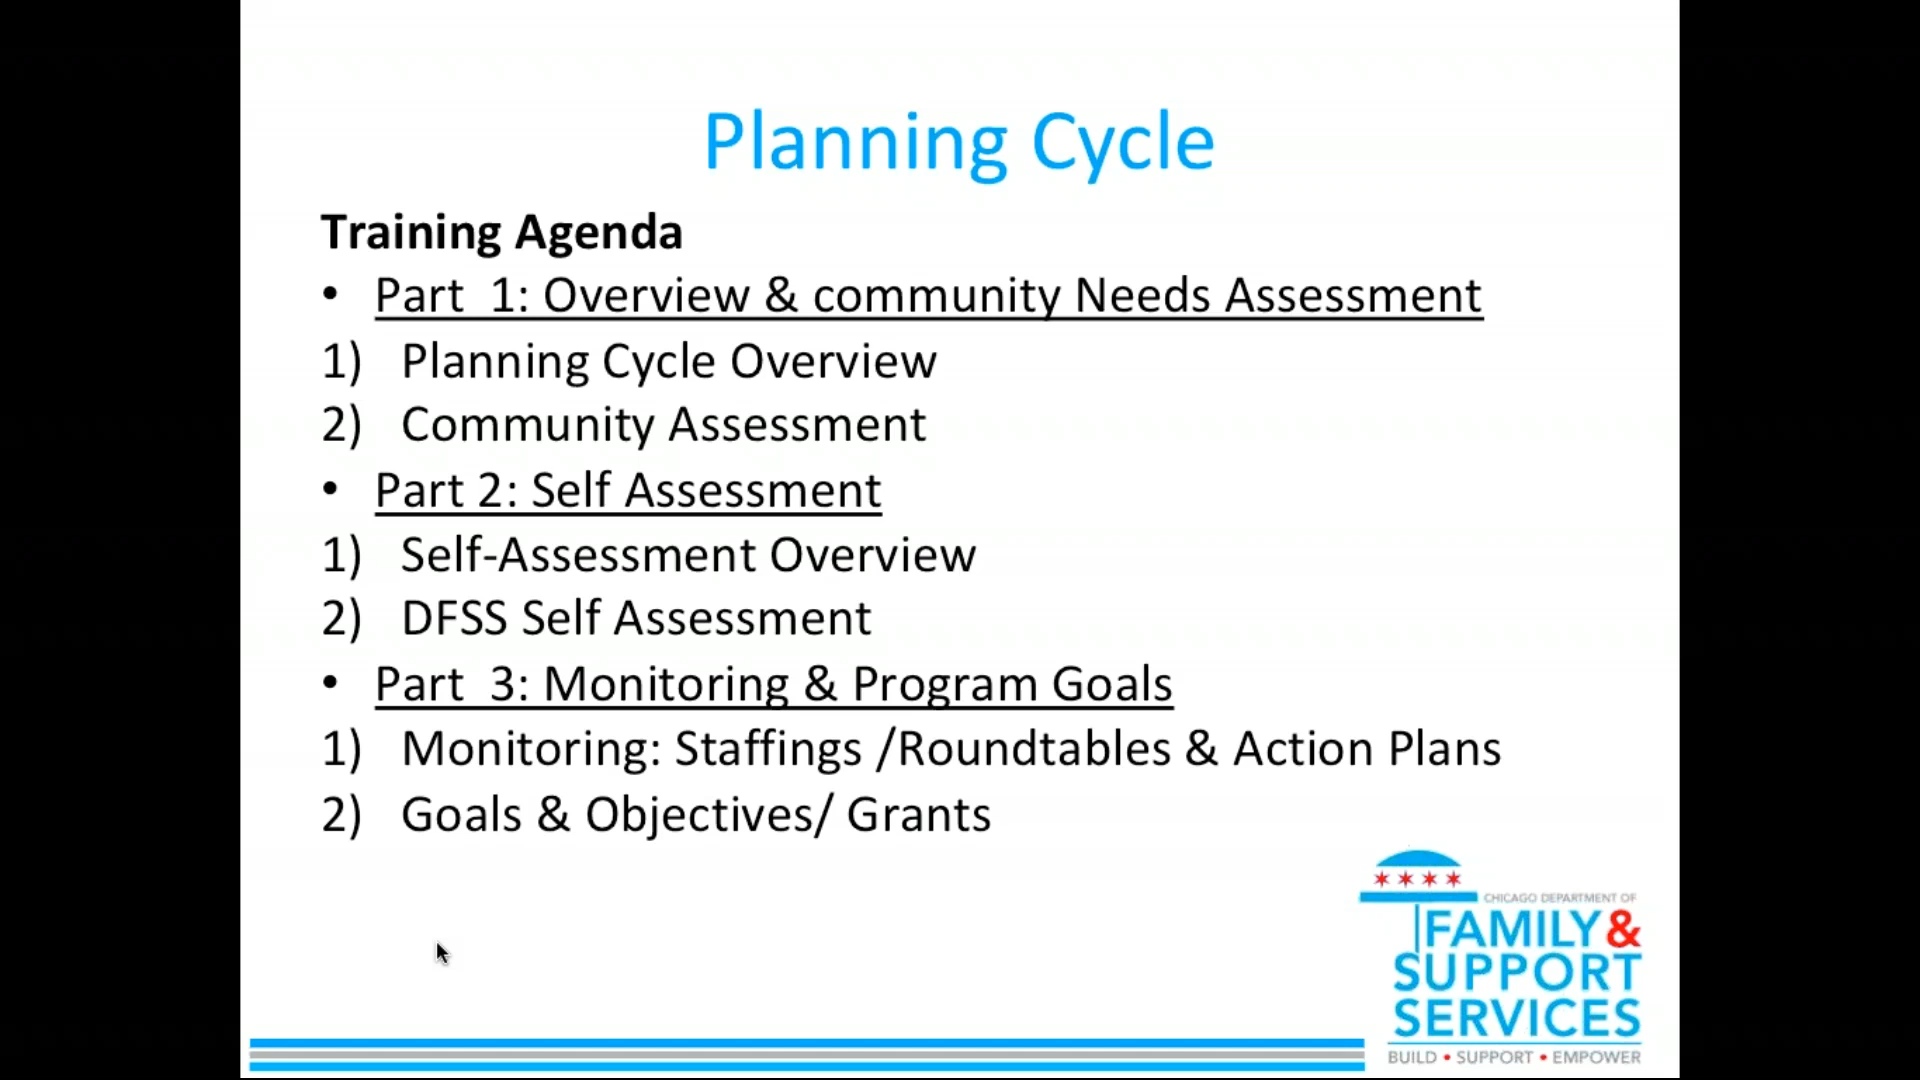 Planning Cycle
Training Agenda
• Part 1: Overview & community Needs Assessment
1) Planning Cycle Overview
2) Community Assessment
• Part 2: Self Assessment
1) Self-Assessment Overview
2) DFSS Self Assessment
• Part 3: Monitoring & Program Goals
1) Monitoring: Staffings /Roundtables & Action Plans
2) Goals & Objectives/ Grants
CHICAGO DEPARTMENT OF
FAMILY &
SUPPORT
SERVICES
BUILD • SUPPORT • EMPOWER